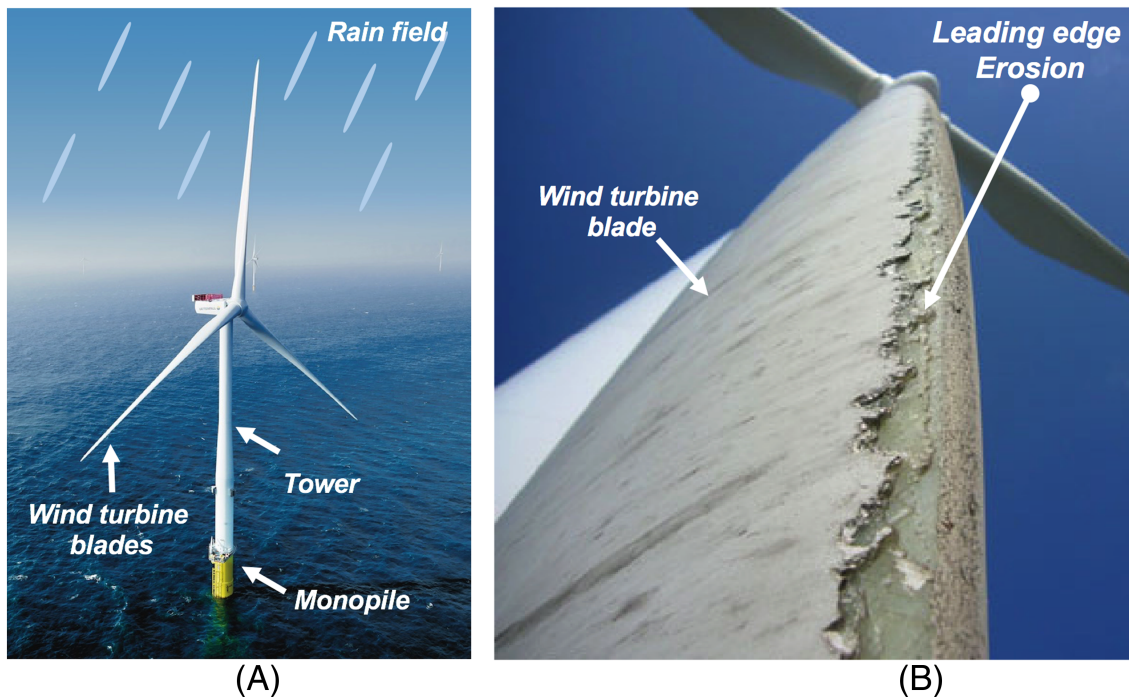 Rain field
Wind turbine
blades
Tower
Monopile
(A)
Leading edge
Erosion
Wind turbine
blade
(B)